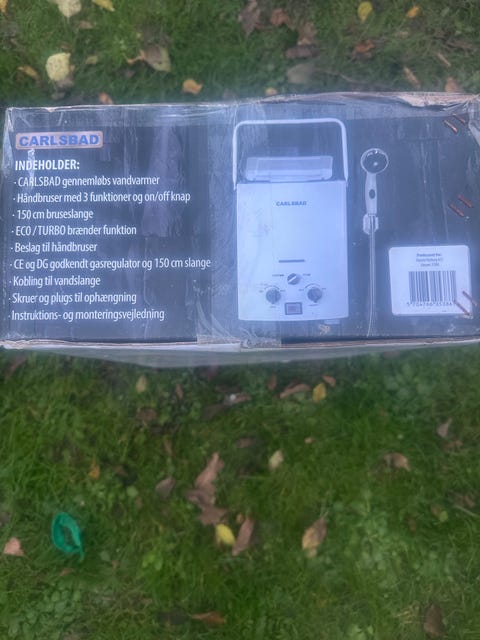 CARLSBAD
INDEHOLDER:
· CARLSBAD gennemløbs vandvarmer
· Håndbruser med 3 funktioner og on/off knap
· 150 cm bruseslange
· ECO / TURBO brænder funktion
· Beslag til håndbruser
· CE og DG godkendt gasregulator og 150 cm slange
· Kobling til vandslange
· Skruer og plugs til ophængning
· Instruktions- og monteringsvejledning
CARLSBAD